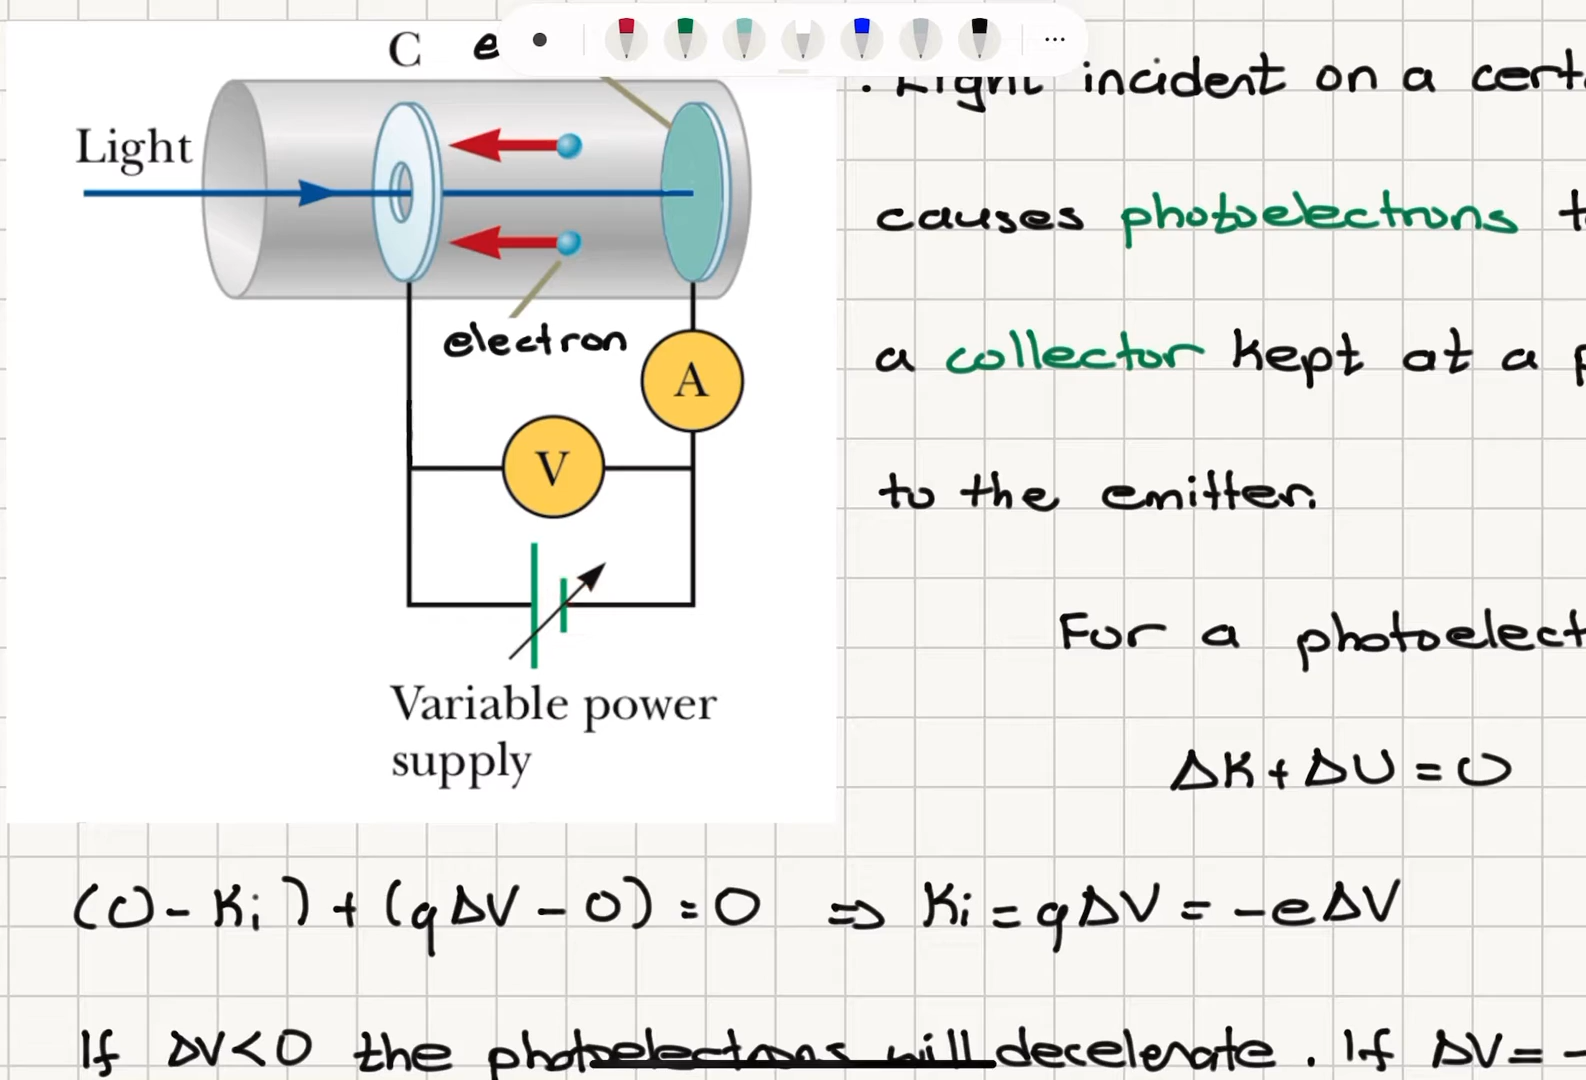 C e
Light
electron
A
V
Variable power
supply
. Light incident on a
causes photoelectrons
a collector kept at a
to the emitter.
For a
ΔK + ΔU = 0
(0 - Ki) + (qΔV - 0) = 0 ⇒ Ki = qΔV = -eΔV
If ΔV < 0 the photoelectrons will decelerate. If ΔV = -